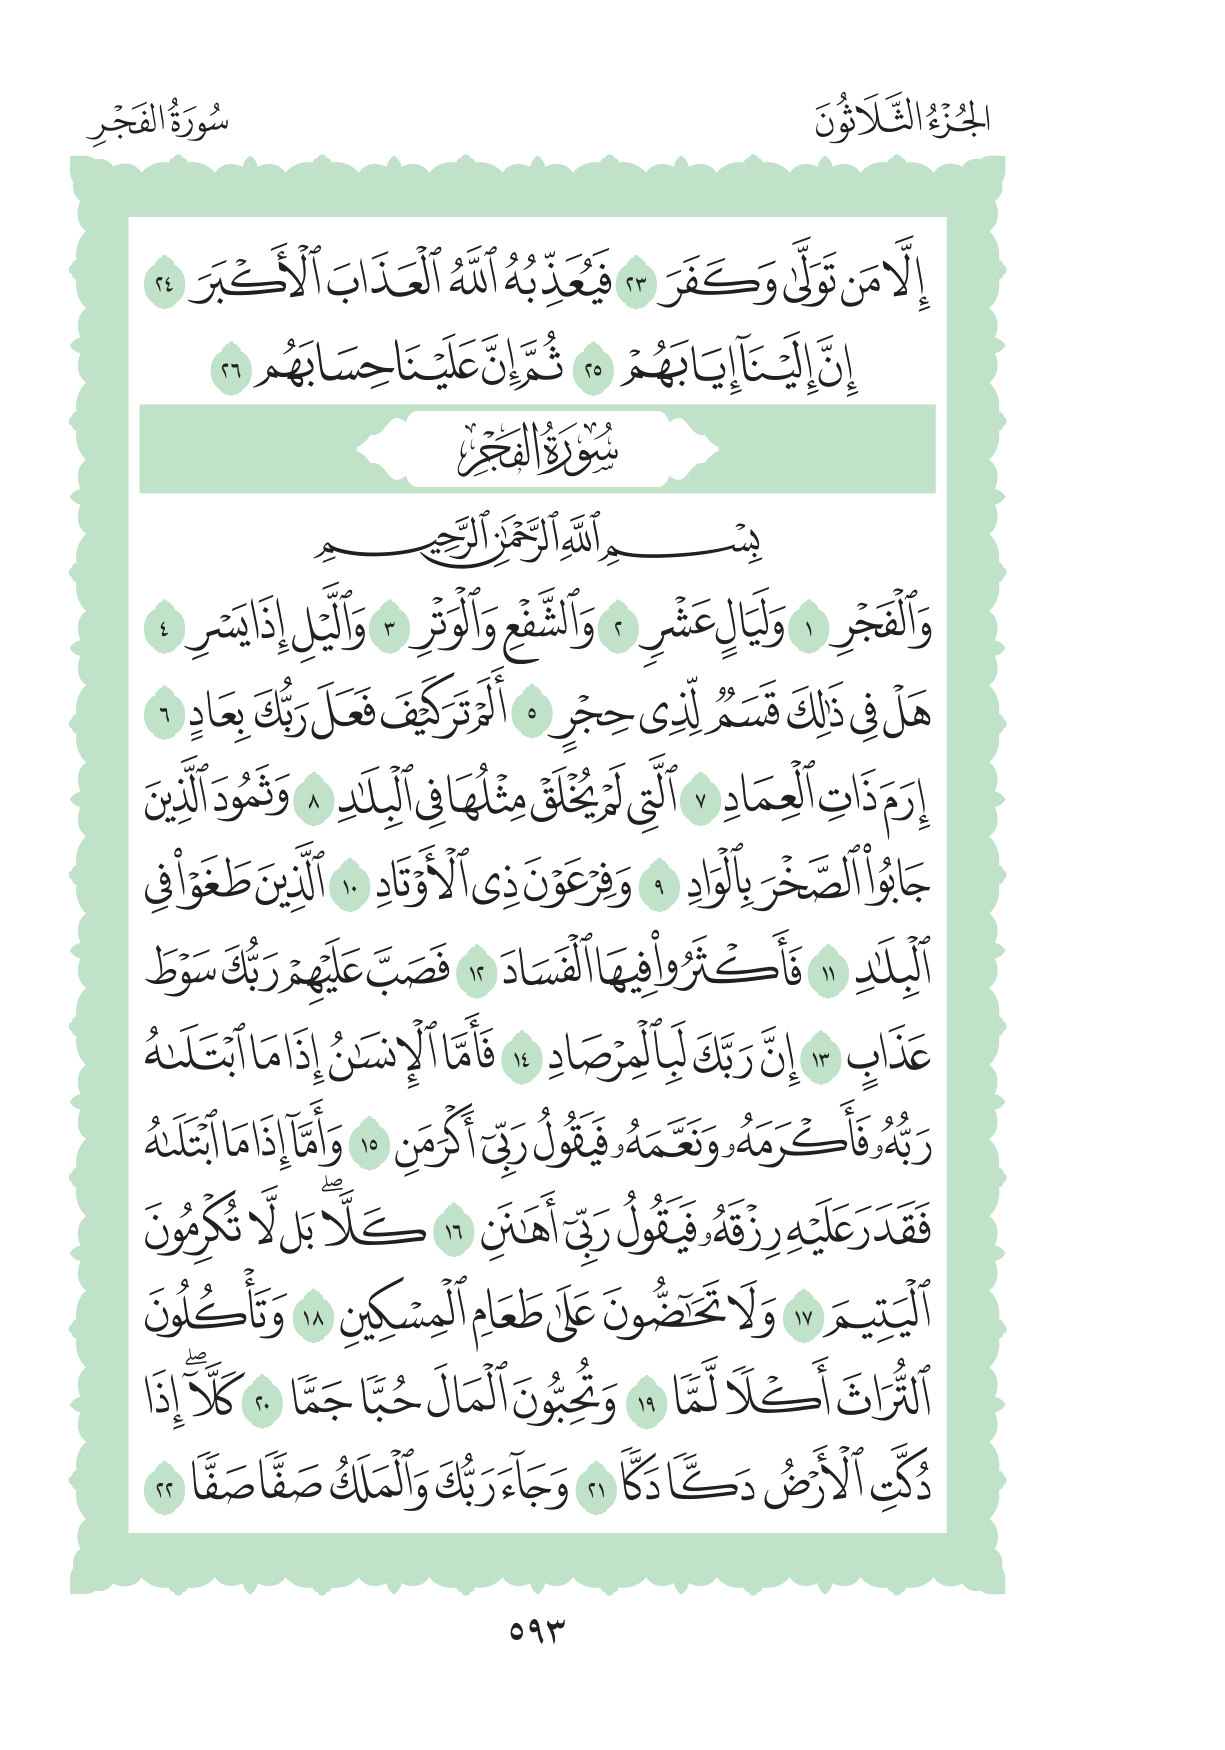 الجُزْءُ الثَّلَاثُونَ
سُورَةُ الفَجْرِ
إِلَّا مَن تَوَلَّىٰ وَكَفَرَ ٢٣ فَيُعَذِّبُهُ ٱللَّهُ ٱلْعَذَابَ ٱلْأَكْبَرَ ٢٤
إِنَّ إِلَيْنَآ إِيَابَهُمْ ٢٥ ثُمَّ إِنَّ عَلَيْنَا حِسَابَهُم ٢٦
سُورَةُ الفَجْرِ
بِسْمِ ٱللَّهِ ٱلرَّحْمَٰنِ ٱلرَّحِيمِ
وَٱلْفَجْرِ ١ وَلَيَالٍ عَشْرٍ ٢ وَٱلشَّفْعِ وَٱلْوَتْرِ ٣ وَٱلَّيْلِ إِذَا يَسْرِ ٤
هَلْ فِي ذَٰلِكَ قَسَمٌ لِّذِي حِجْرٍ ٥ أَلَمْ تَرَ كَيْفَ فَعَلَ رَبُّكَ بِعَادٍ ٦
إِرَمَ ذَاتِ ٱلْعِمَادِ ٧ ٱلَّتِي لَمْ يُخْلَقْ مِثْلُهَا فِي ٱلْبِلَٰدِ ٨ وَثَمُودَ ٱلَّذِينَ
جَابُوا۟ ٱلصَّخْرَ بِٱلْوَادِ ٩ وَفِرْعَوْنَ ذِي ٱلْأَوْتَادِ ١٠ ٱلَّذِينَ طَغَوْا۟ فِي
ٱلْبِلَٰدِ ١١ فَأَكْثَرُوا۟ فِيهَا ٱلْفَسَادَ ١٢ فَصَبَّ عَلَيْهِمْ رَبُّكَ سَوْطَ
عَذَابٍ ١٣ إِنَّ رَبَّكَ لَبِٱلْمِرْصَادِ ١٤ فَأَمَّا ٱلْإِنسَٰنُ إِذَا مَا ٱبْتَلَىٰهُ
رَبُّهُۥ فَأَكْرَمَهُۥ وَنَعَّمَهُۥ فَيَقُولُ رَبِّيٓ أَكْرَمَنِ ١٥ وَأَمَّآ إِذَا مَا ٱبْتَلَىٰهُ
فَقَدَرَ عَلَيْهِ رِزْقَهُۥ فَيَقُولُ رَبِّيٓ أَهَٰنَنِ ١٦ كَلَّاۖ بَل لَّا تُكْرِمُونَ
ٱلْيَتِيمَ ١٧ وَلَا تَحَٰٓضُّونَ عَلَىٰ طَعَامِ ٱلْمِسْكِينِ ١٨ وَتَأْكُلُونَ
ٱلتُّرَاثَ أَكْلًا لَّمًّا ١٩ وَتُحِبُّونَ ٱلْمَالَ حُبًّا جَمًّا ٢٠ كَلَّآۖ إِذَا
دُكَّتِ ٱلْأَرْضُ دَكًّا دَكًّا ٢١ وَجَآءَ رَبُّكَ وَٱلْمَلَكُ صَفًّا صَفًّا ٢٢
٥٩٣